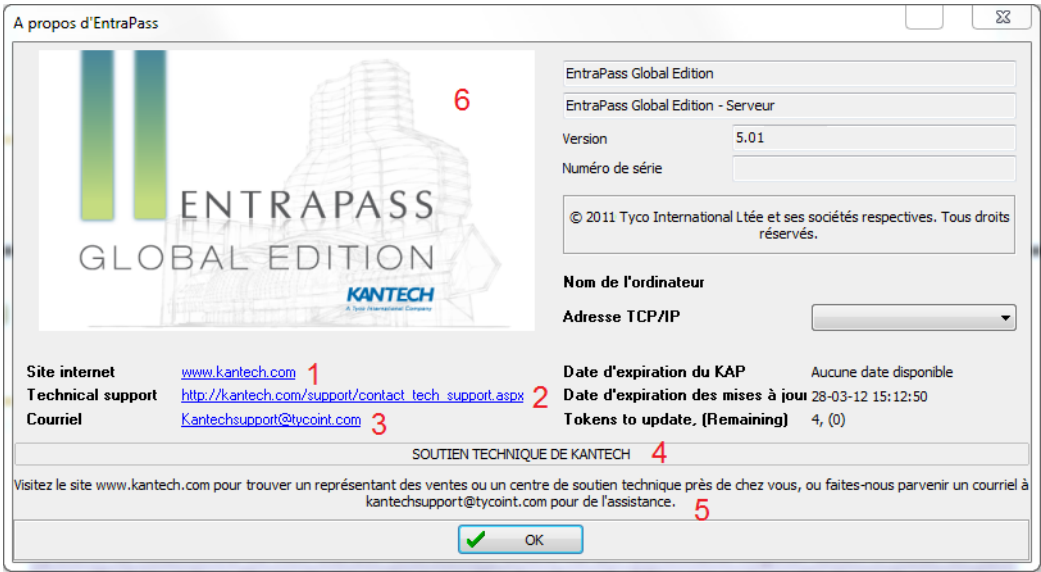 A propos d'EntraPass
6
ENTRAPASS
GLOBAL EDITION
KANTECH
A Tyco International Company
EntraPass Global Edition
EntraPass Global Edition - Serveur
Version 5.01
Numéro de série
© 2011 Tyco International Ltée et ses sociétés respectives. Tous droits
réservés.
Nom de l'ordinateur
Adresse TCP/IP
Site internet www.kantech.com 1
Technical support http://kantech.com/support/contact_tech_support.aspx 2
Courriel Kantechsupport@tycoint.com 3
Date d'expiration du KAP Aucune date disponible
Date d'expiration des mises à jour 28-03-12 15:12:50
Tokens to update, (Remaining) 4, (0)
SOUTIEN TECHNIQUE DE KANTECH 4
Visitez le site www.kantech.com pour trouver un représentant des ventes ou un centre de soutien technique près de chez vous, ou faites-nous parvenir un courriel à
kantechsupport@tycoint.com pour de l'assistance. 5
OK